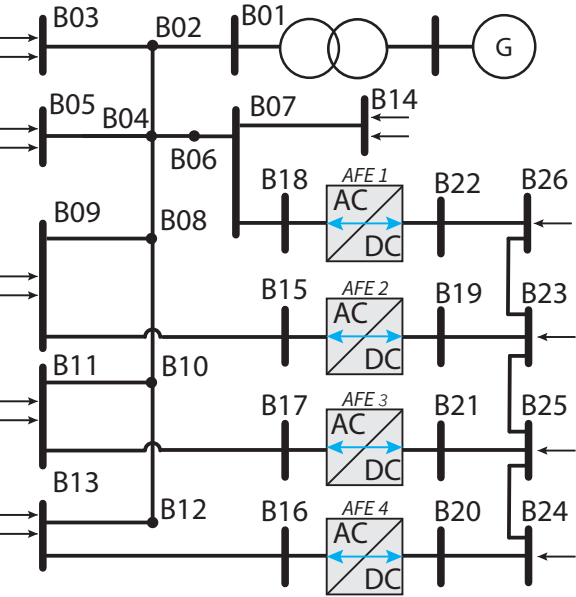 B03
B02
B01
G
B05
B04
B06
B07
B14
B18
AFE 1
AC
DC
B22
B26
B09
B08
B15
AFE 2
AC
DC
B19
B23
B11
B10
B17
AFE 3
AC
DC
B21
B25
B13
B12
B16
AFE 4
AC
DC
B20
B24